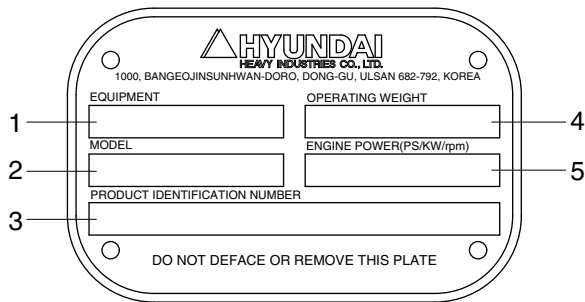 HYUNDAI
HEAVY INDUSTRIES CO., LTD.
1000, BANGEOJINSUNHWAN-DORO, DONG-GU, ULSAN 682-792, KOREA
EQUIPMENT OPERATING WEIGHT
1 4
MODEL ENGINE POWER(PS/KW/rpm)
2 5
PRODUCT IDENTIFICATION NUMBER
3
DO NOT DEFACE OR REMOVE THIS PLATE